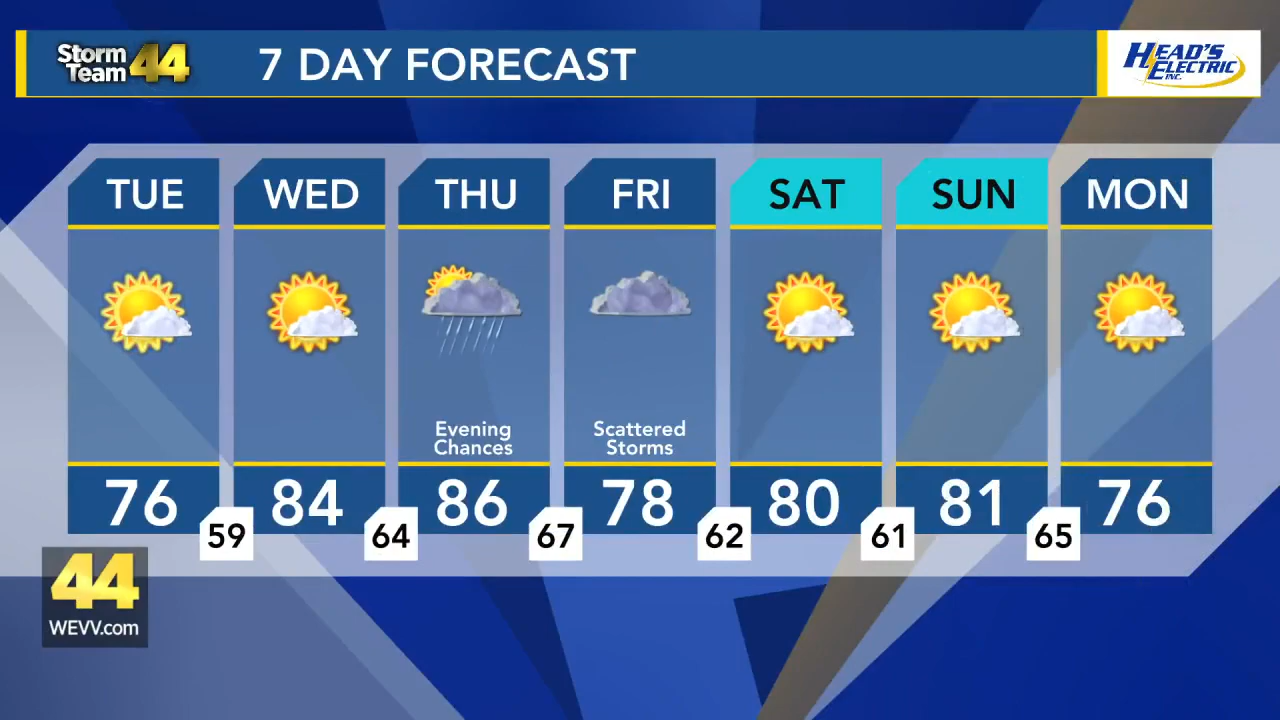 Storm
Team 44
7 DAY FORECAST
HEAD'S
ELECTRIC
INC.
TUE WED THU FRI SAT SUN MON
Evening
Chances
Scattered
Storms
76 84 86 78 80 81 76
59 64 67 62 61 65
44
WEVV.com